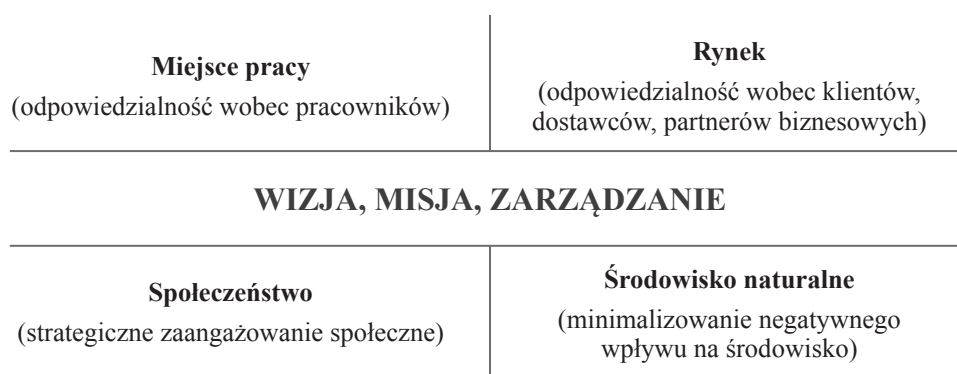 Miejsce pracy
(odpowiedzialność wobec pracowników)
Rynek
(odpowiedzialność wobec klientów,
dostawców, partnerów biznesowych)
WIZJA, MISJA, ZARZĄDZANIE
Społeczeństwo
(strategiczne zaangażowanie społeczne)
Środowisko naturalne
(minimalizowanie negatywnego
wpływu na środowisko)